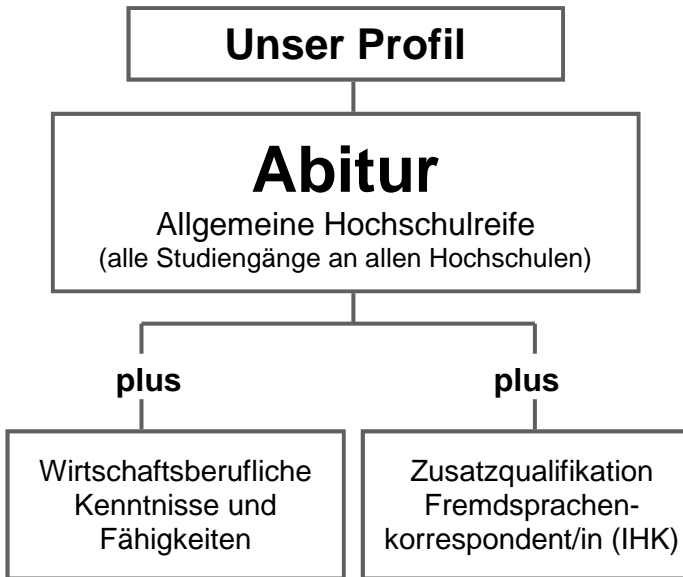 Unser Profil
Abitur
Allgemeine Hochschulreife
(alle Studiengänge an allen Hochschulen)
plus
plus
Wirtschaftsberufliche
Kenntnisse und
Fähigkeiten
Zusatzqualifikation
Fremdsprachen-
korrespondent/in (IHK)